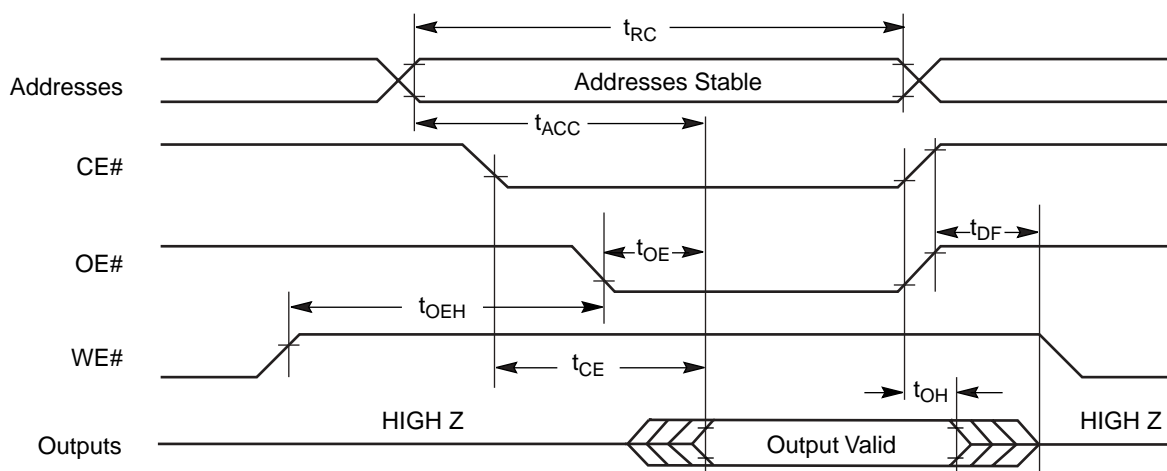 tRC
Addresses
Addresses Stable
tACC
CE#
tDF
OE#
tOE
tOEH
WE#
tCE
tOH
HIGH Z
HIGH Z
Outputs
Output Valid